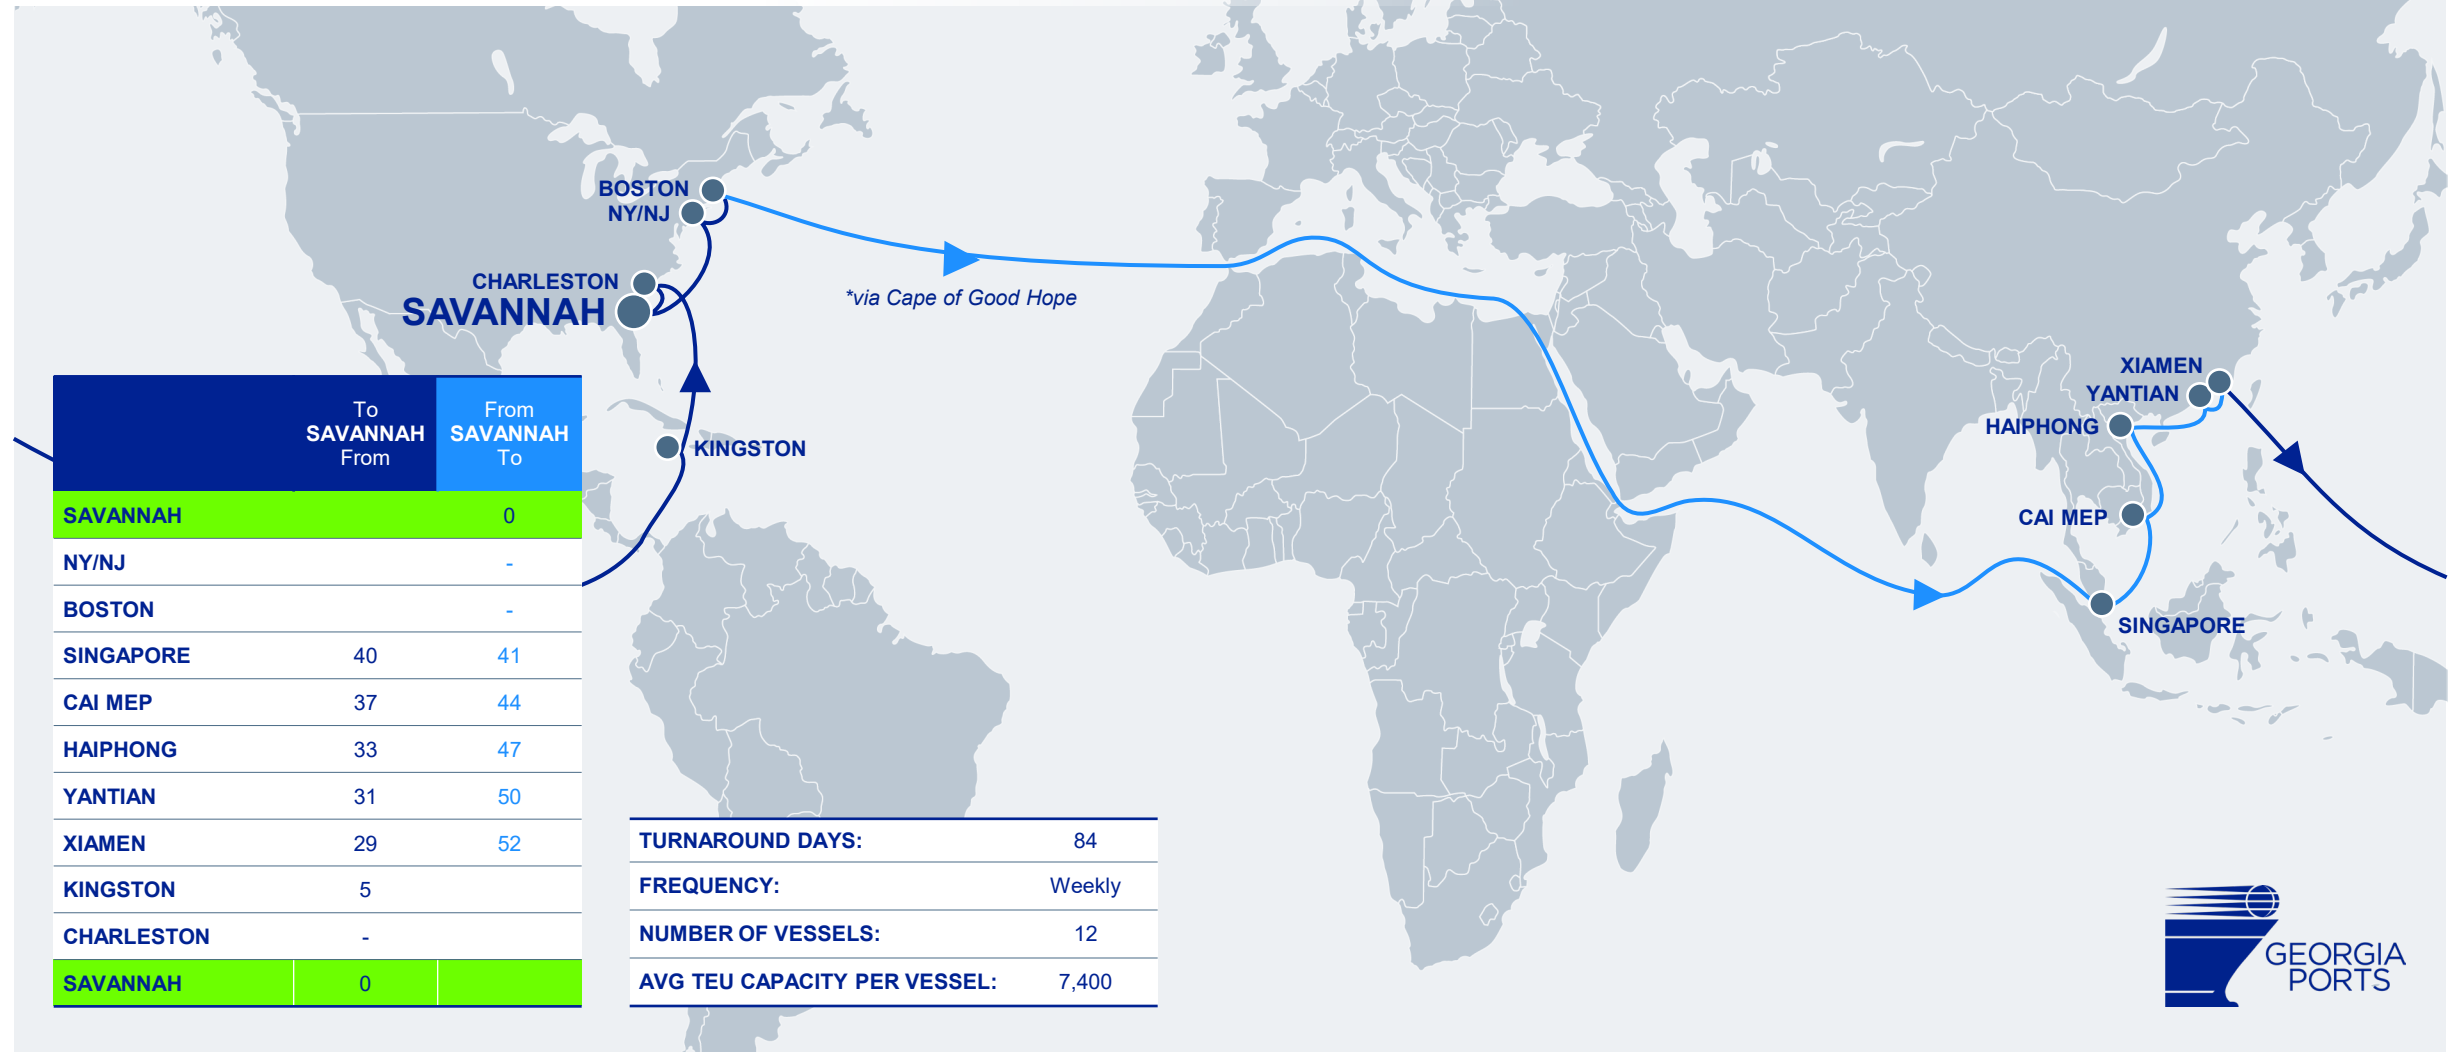 BOSTON
NY/NJ
CHARLESTON
SAVANNAH
*via Cape of Good Hope
KINGSTON
XIAMEN
YANTIAN
HAIPHONG
CAI MEP
SINGAPORE
To SAVANNAH From
From SAVANNAH To
SAVANNAH 0
NY/NJ -
BOSTON -
SINGAPORE 40 41
CAI MEP 37 44
HAIPHONG 33 47
YANTIAN 31 50
XIAMEN 29 52
KINGSTON 5
CHARLESTON -
SAVANNAH 0
TURNAROUND DAYS: 84
FREQUENCY: Weekly
NUMBER OF VESSELS: 12
AVG TEU CAPACITY PER VESSEL: 7,400
GEORGIA
PORTS